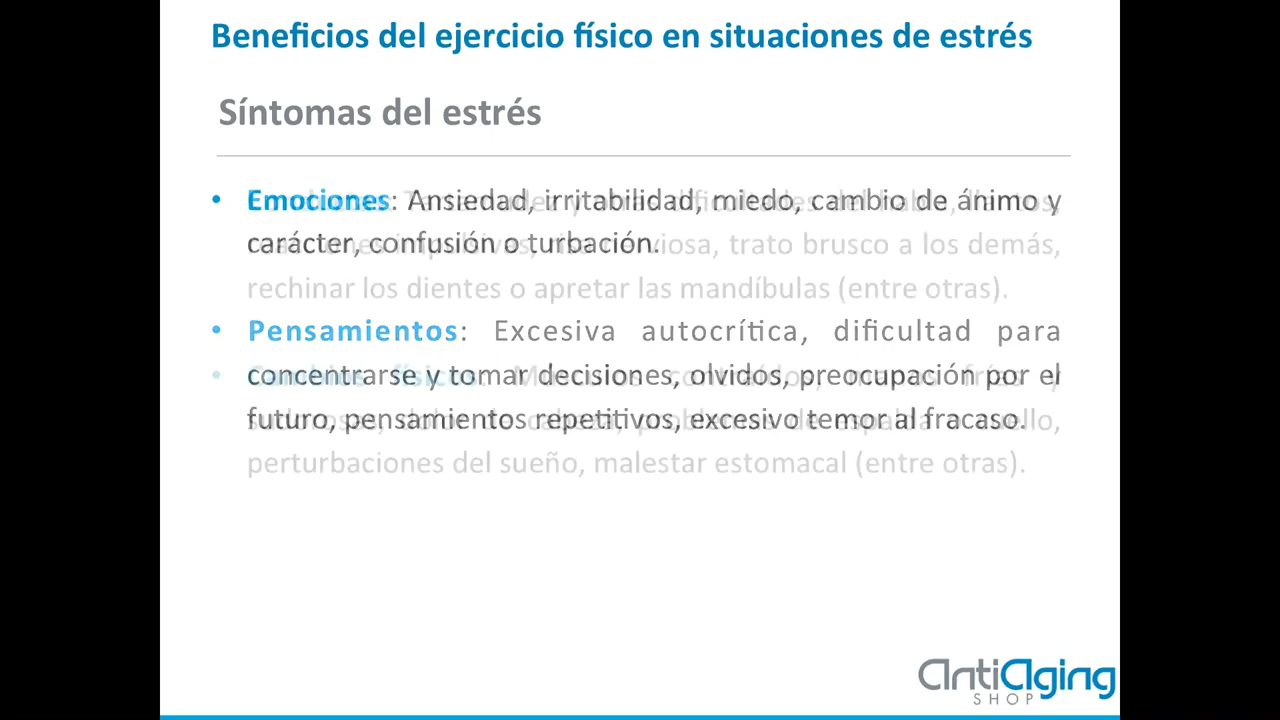 Beneficios del ejercicio físico en situaciones de estrés
Síntomas del estrés
• Emociones: Ansiedad, irritabilidad, miedo, cambio de ánimo y
carácter, confusión o turbación.
trato brusco a los demás,
rechinar los dientes o apretar las mandíbulas (entre otras).
• Pensamientos: Excesiva autocrítica, dificultad para
concentrarse y tomar decisiones, olvidos, preocupación por el
futuro, pensamientos repetitivos, excesivo temor al fracaso.
perturbaciones del sueño, malestar estomacal (entre otras).
antiaging
SHOP